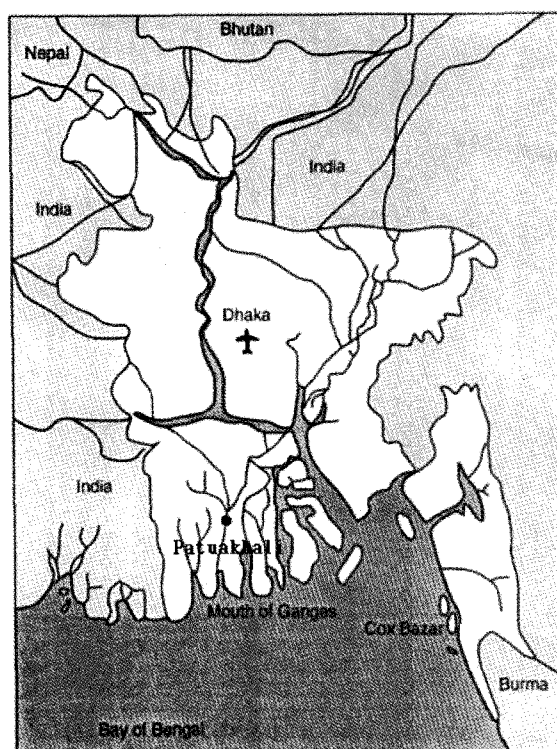 Bhutan
Nepal
India
India
Dhaka
India
Patuakhali
Mouth of Ganges
Cox Bazar
Burma
Bay of Bengal